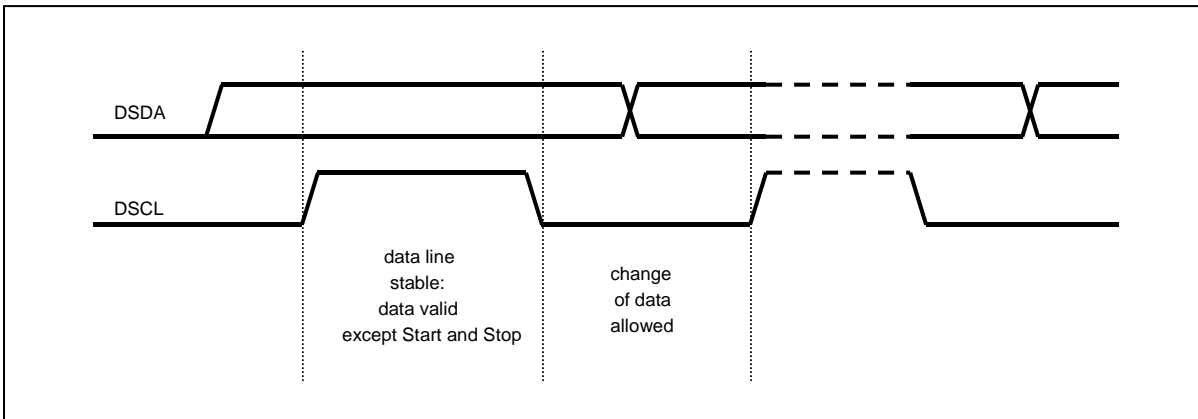 DSDA
DSCL
data line
stable:
data valid
except Start and Stop
change
of data
allowed